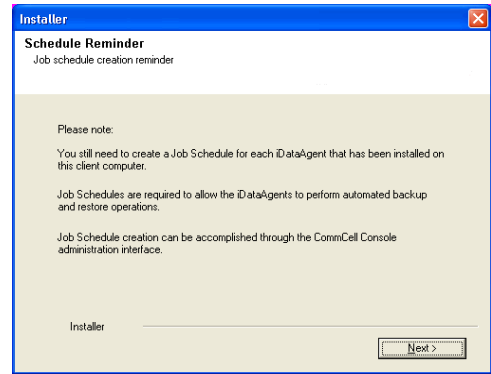 Installer
Schedule Reminder
Job schedule creation reminder
Please note:
You still need to create a Job Schedule for each iDataAgent that has been installed on
this client computer.
Job Schedules are required to allow the iDataAgents to perform automated backup
and restore operations.
Job Schedule creation can be accomplished through the CommCell Console
administration interface.
Installer
Next >